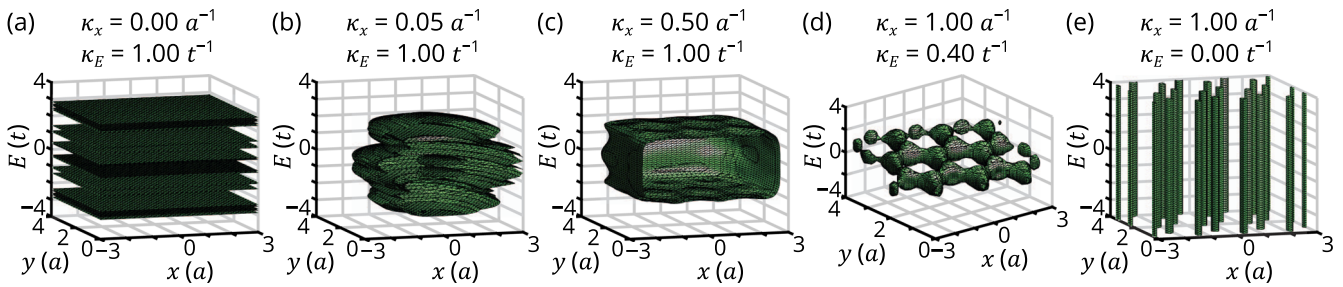 (a) κx = 0.00 a⁻¹
κE = 1.00 t⁻¹
E (t)
4
0
−4
4
2
0
y (a)
−3
0
3
x (a)
(b) κx = 0.05 a⁻¹
κE = 1.00 t⁻¹
E (t)
4
0
−4
4
2
0
y (a)
−3
0
3
x (a)
(c) κx = 0.50 a⁻¹
κE = 1.00 t⁻¹
E (t)
4
0
−4
4
2
0
y (a)
−3
0
3
x (a)
(d) κx = 1.00 a⁻¹
κE = 0.40 t⁻¹
E (t)
4
0
−4
4
2
0
y (a)
−3
0
3
x (a)
(e) κx = 1.00 a⁻¹
κE = 0.00 t⁻¹
E (t)
4
0
−4
4
2
0
y (a)
−3
0
3
x (a)